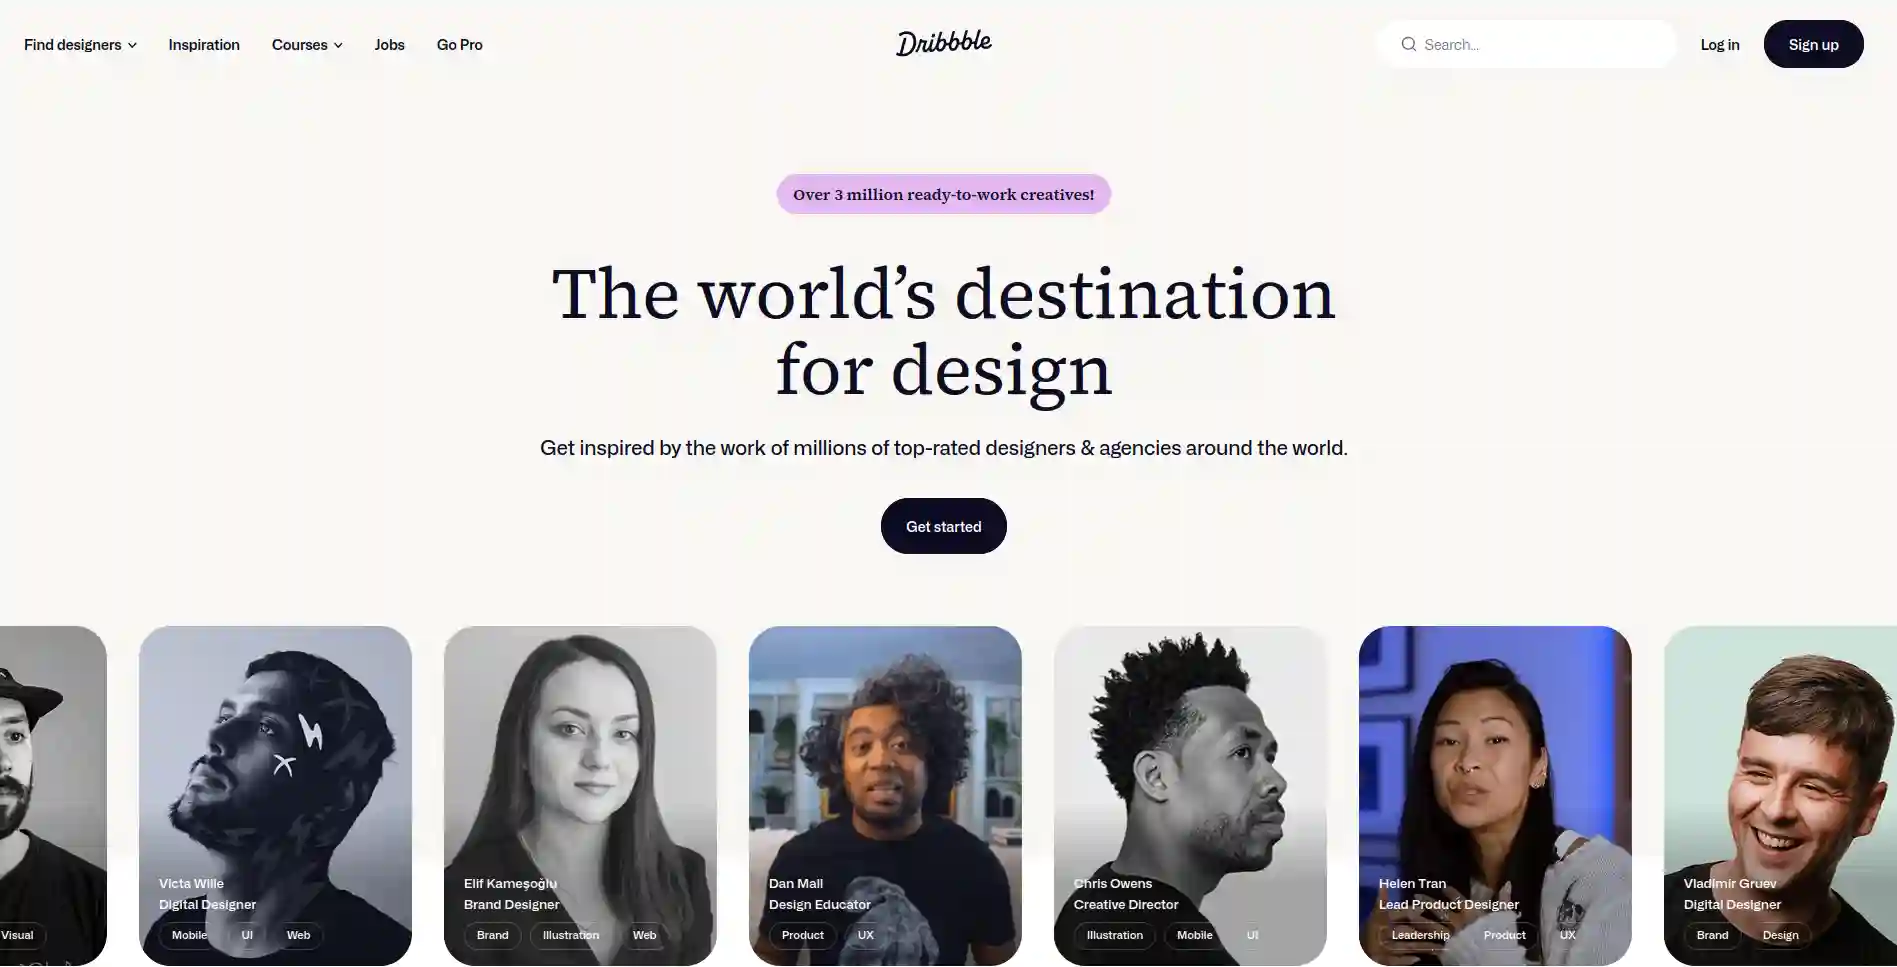 Find designers
Inspiration
Courses
Jobs
Go Pro
Dribbble
Search...
Log in
Sign up
Over 3 million ready-to-work creatives!
The world's destination
for design
Get inspired by the work of millions of top-rated designers & agencies around the world.
Get started
Visual
Victa Wille
Digital Designer
Mobile UI Web
Elif Kameşoğlu
Brand Designer
Brand Illustration Web
Dan Mall
Design Educator
Product UX
Chris Owens
Creative Director
Illustration Mobile UI
Helen Tran
Lead Product Designer
Leadership Product UX
Vladimir Gruev
Digital Designer
Brand Design